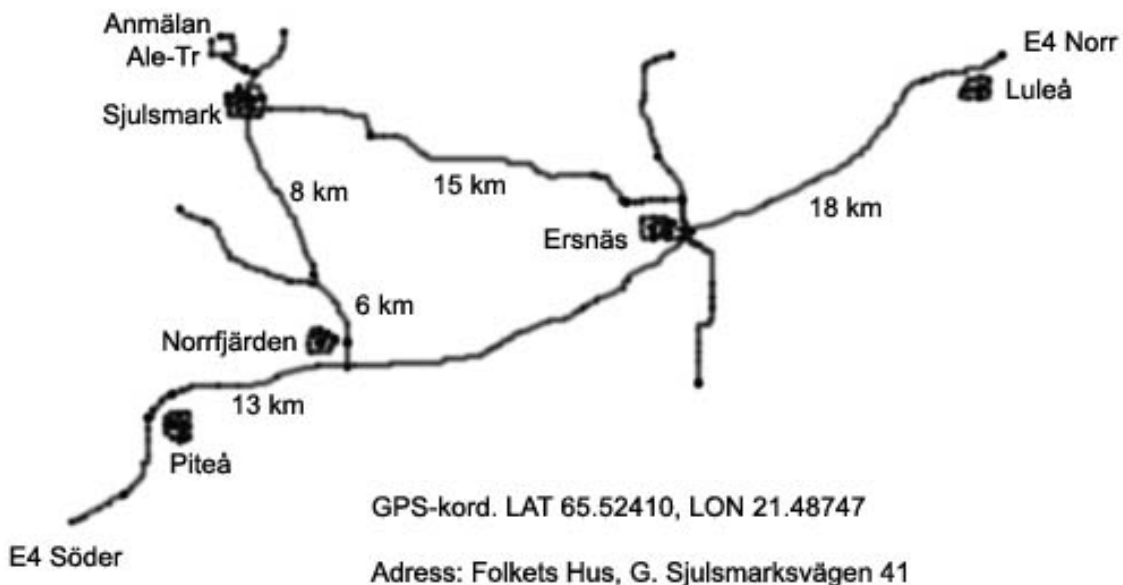 Anmälan
Ale-Tr
E4 Norr
Luleå
Sjulsmark
8 km
15 km
18 km
Ersnäs
6 km
Norrfjärden
13 km
Piteå
GPS-kord. LAT 65.52410, LON 21.48747
E4 Söder
Adress: Folkets Hus, G. Sjulsmarksvägen 41